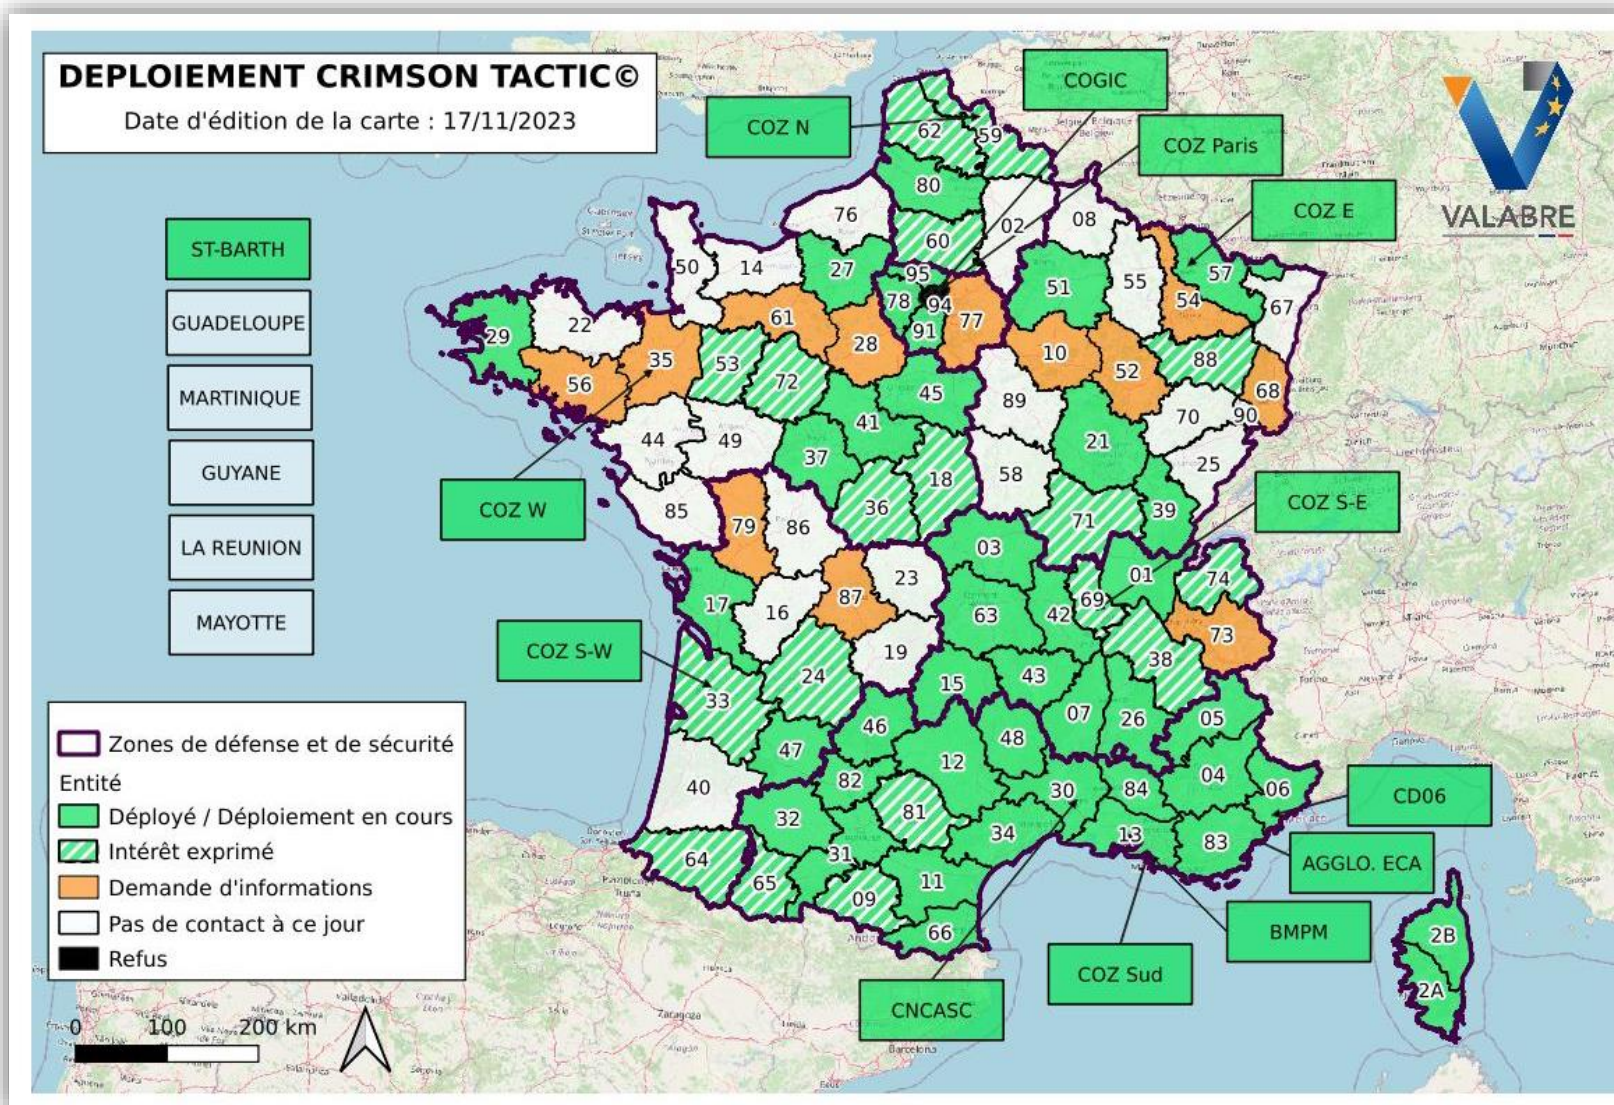 DEPLOIEMENT CRIMSON TACTIC©
Date d'édition de la carte : 17/11/2023
COGIC
COZ N
COZ Paris
COZ E
VALABRE
ST-BARTH
GUADELOUPE
MARTINIQUE
GUYANE
LA REUNION
MAYOTTE
COZ W
COZ S-E
COZ S-W
CD06
AGGLO. ECA
BMPM
COZ Sud
CNCASC
62
59
80
76
02
08
60
50
14
27
95
57
51
55
67
78
94
54
61
77
22
91
29
28
10
35
53
88
52
56
72
68
45
89
90
41
70
44
49
21
37
25
18
58
36
85
39
71
79
86
03
01
74
23
87
69
17
16
63
42
73
19
38
24
15
43
33
07
26
05
46
48
47
12
04
82
40
30
84
06
81
32
34
13
83
31
64
65
11
09
66
2B
2A
Zones de défense et de sécurité
Entité
Déployé / Déploiement en cours
Intérêt exprimé
Demande d'informations
Pas de contact à ce jour
Refus
0 100 200 km
Zaragoza
Barcelona